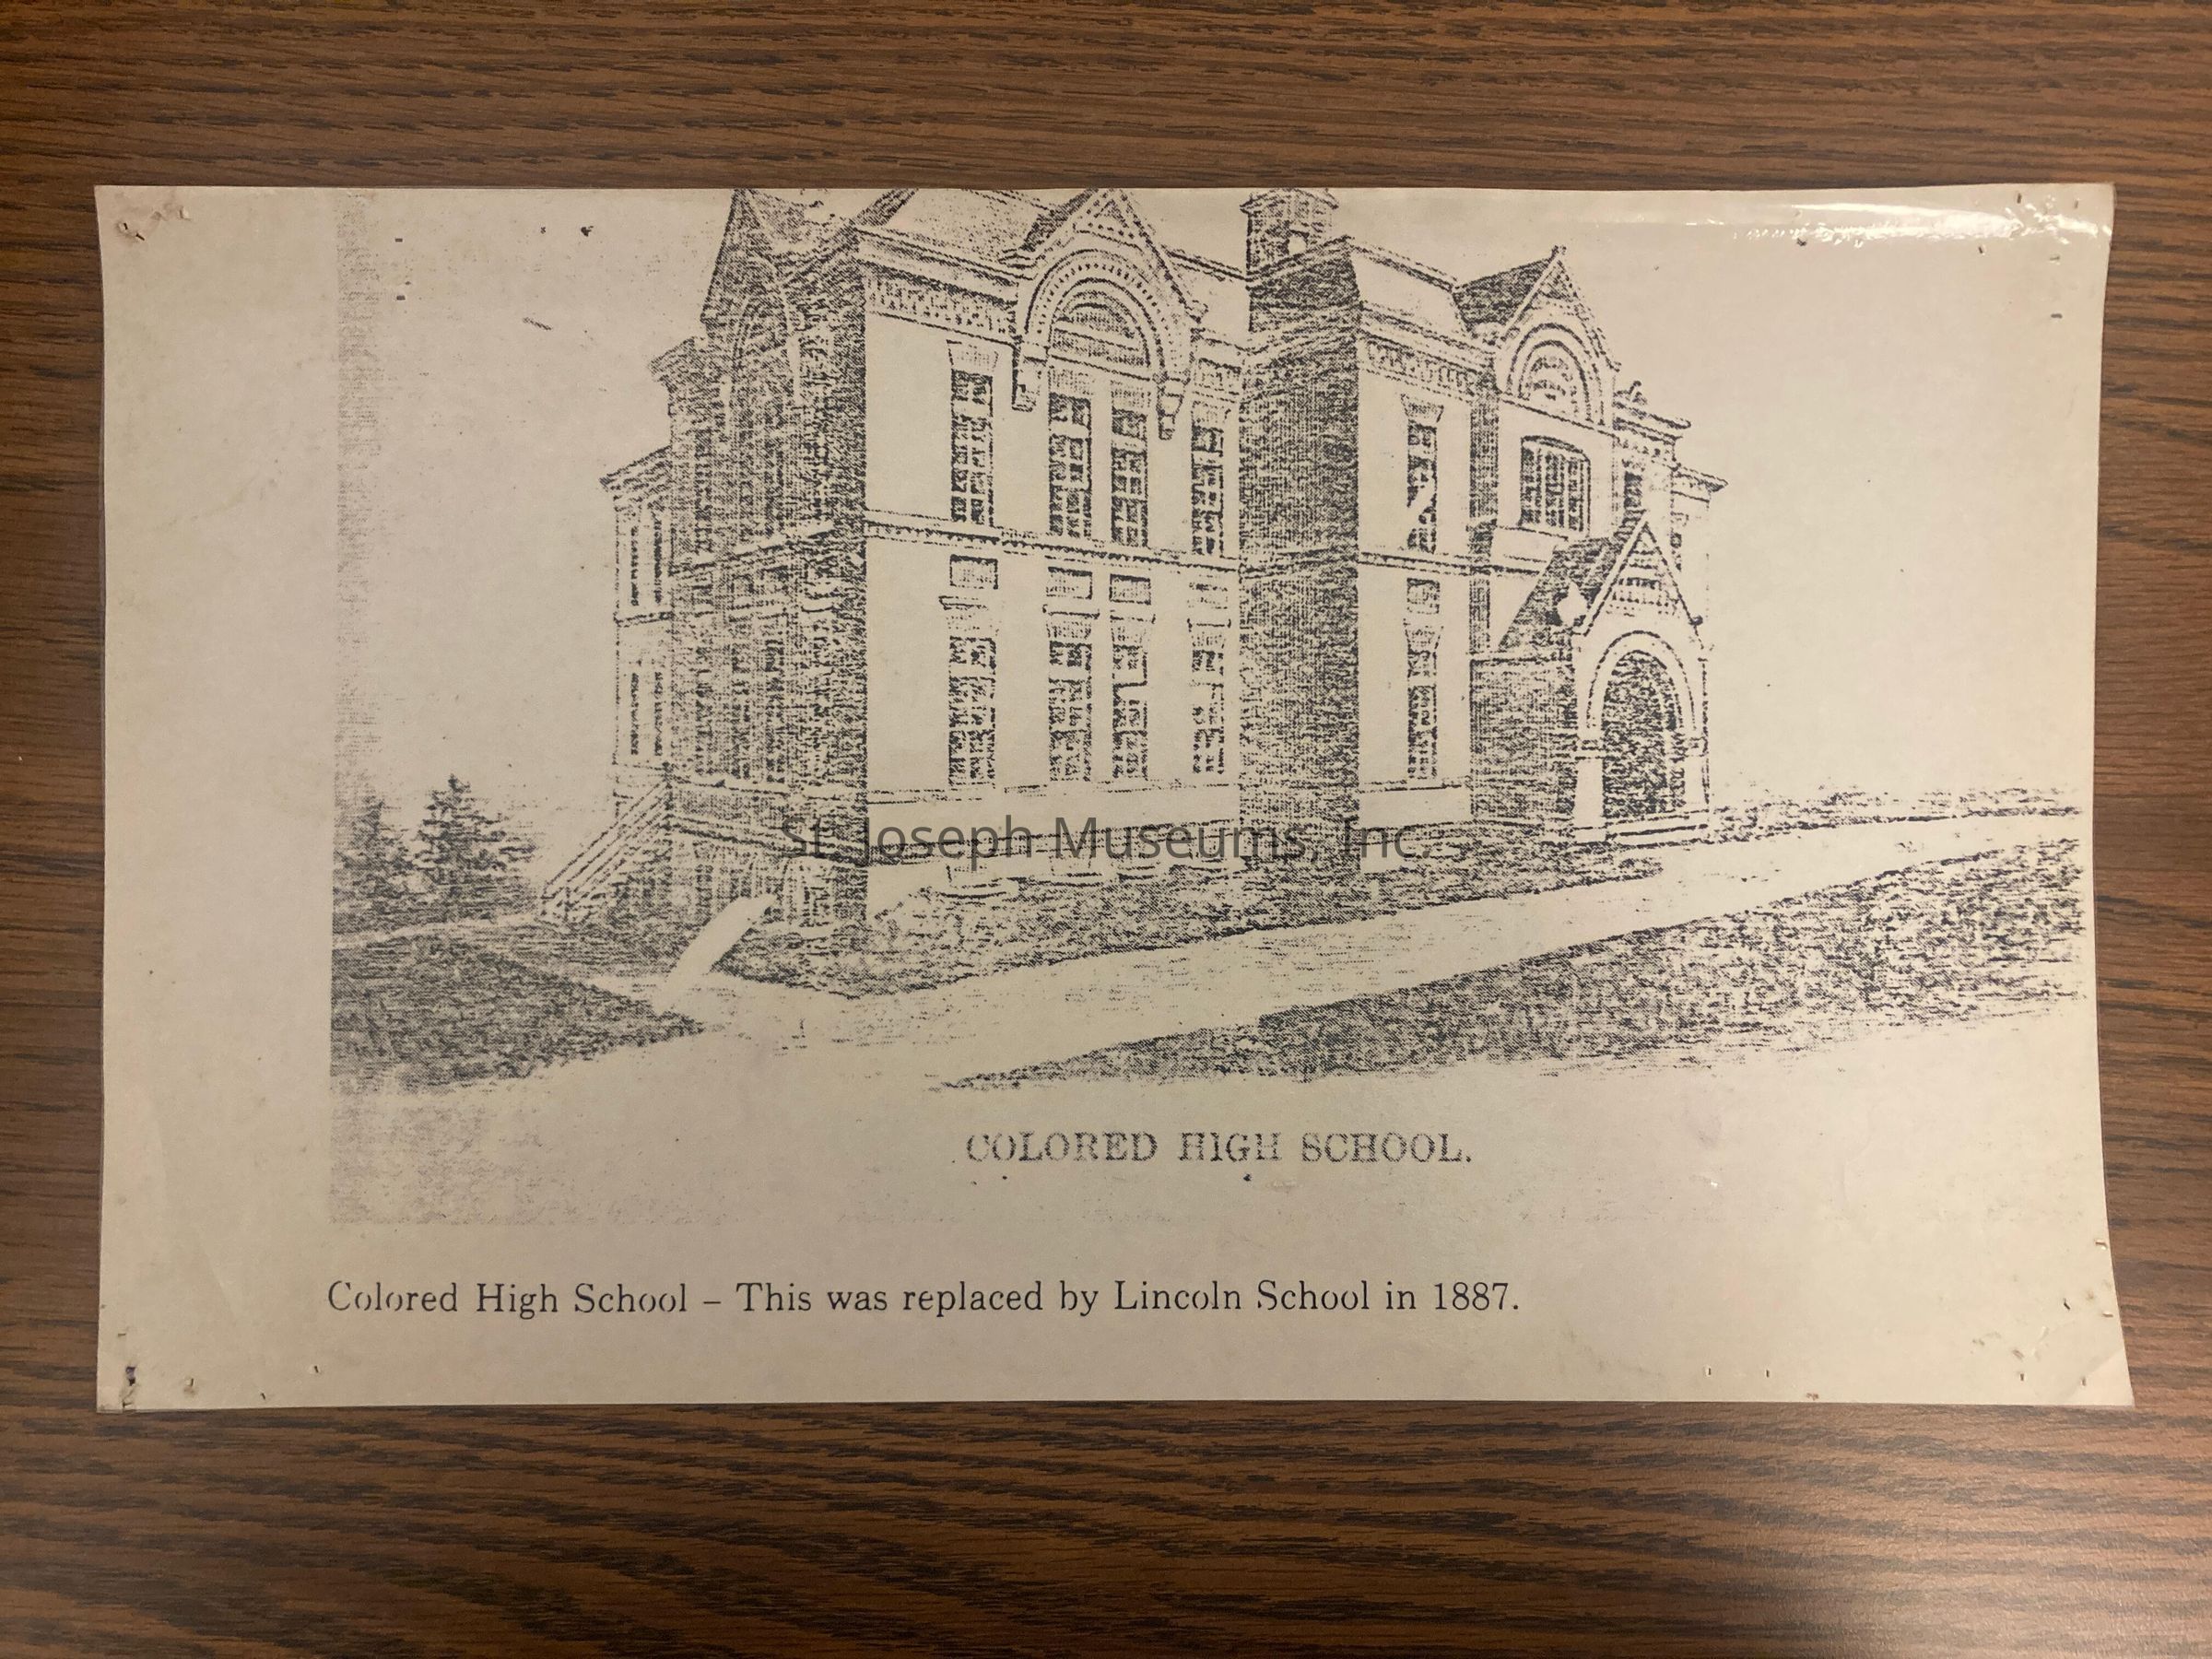 St. Joseph Museums, Inc.
COLORED HIGH SCHOOL.
Colored High School – This was replaced by Lincoln School in 1887.